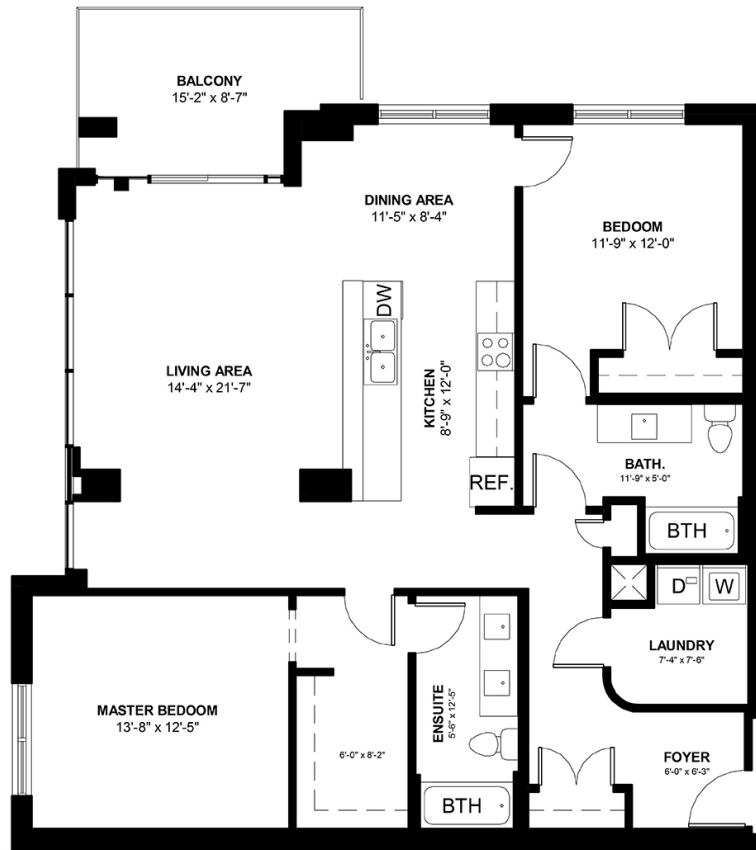 BALCONY
15'-2" x 8'-7"
DINING AREA
11'-5" x 8'-4"
BEDOOM
11'-9" x 12'-0"
DW
LIVING AREA
14'-4" x 21'-7"
KITCHEN
8'-9" x 12'-0"
REF.
BATH.
11'-9" x 5'-0"
BTH
D
W
LAUNDRY
7'-4" x 7'-6"
MASTER BEDOOM
13'-8" x 12'-5"
6'-0" x 8'-2"
ENSUITE
5'-6" x 12'-5"
BTH
FOYER
6'-0" x 6'-3"